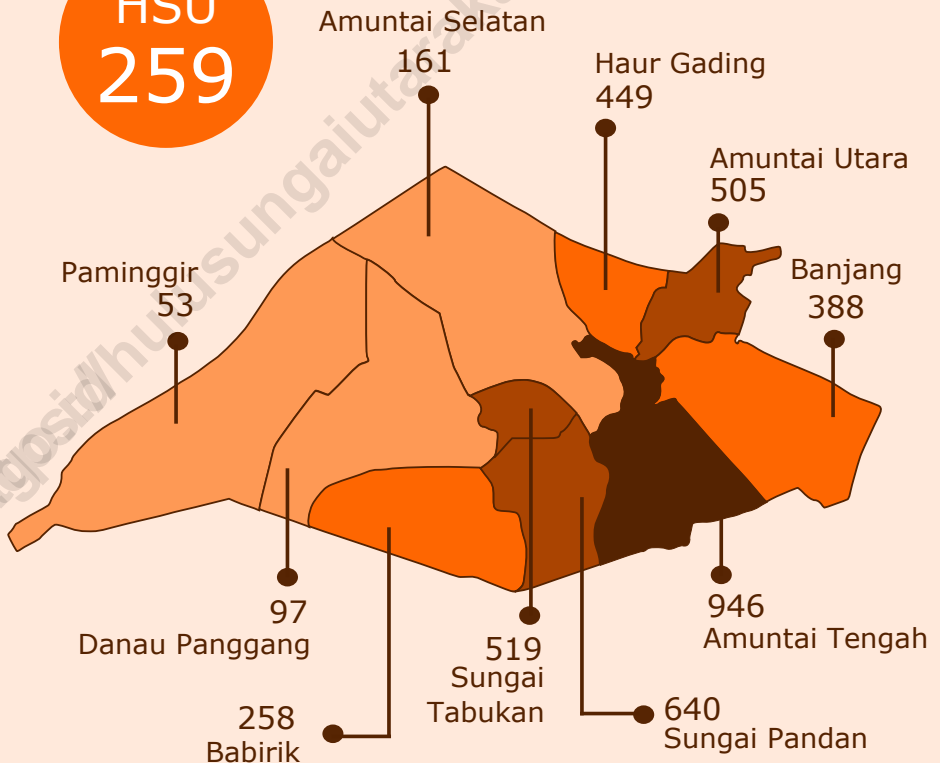 HSU
259
Amuntai Selatan
161
Haur Gading
449
Amuntai Utara
505
Paminggir
53
Banjang
388
97
Danau Panggang
519
Sungai
Tabukan
946
Amuntai Tengah
258
Babirik
640
Sungai Pandan